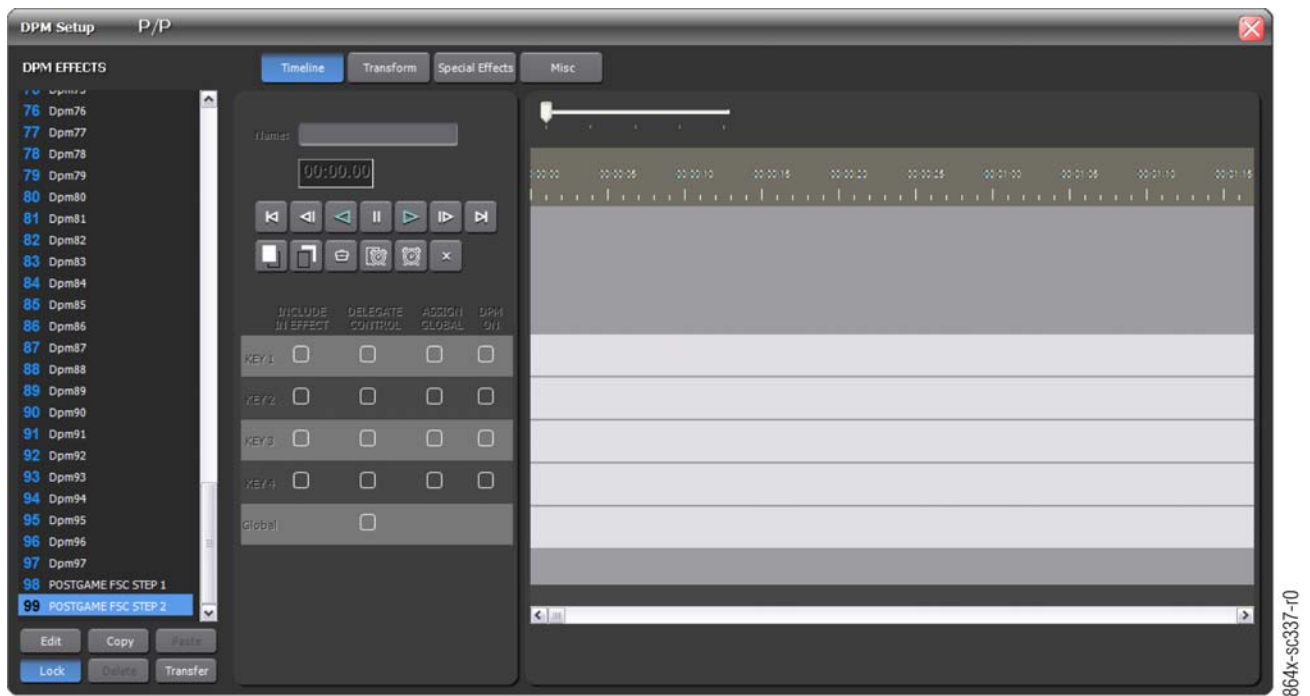 DPM Setup P/P
DPM EFFECTS
Timeline Transform Special Effects Misc
76 Dpm76
77 Dpm77
78 Dpm78
79 Dpm79
80 Dpm80
81 Dpm81
82 Dpm82
83 Dpm83
84 Dpm84
85 Dpm85
86 Dpm86
87 Dpm87
88 Dpm88
89 Dpm89
90 Dpm90
91 Dpm91
92 Dpm92
93 Dpm93
94 Dpm94
95 Dpm95
96 Dpm96
97 Dpm97
98 POSTGAME FSC STEP 1
99 POSTGAME FSC STEP 2
Edit Copy Paste
Lock Delete Transfer
Name:
00:00.00
INCLUDE IN EFFECT
DELEGATE CONTROL
ASSIGN GLOBAL
DPM ON
KEY 1
KEY 2
KEY 3
KEY 4
Global
864x-sc337-r0